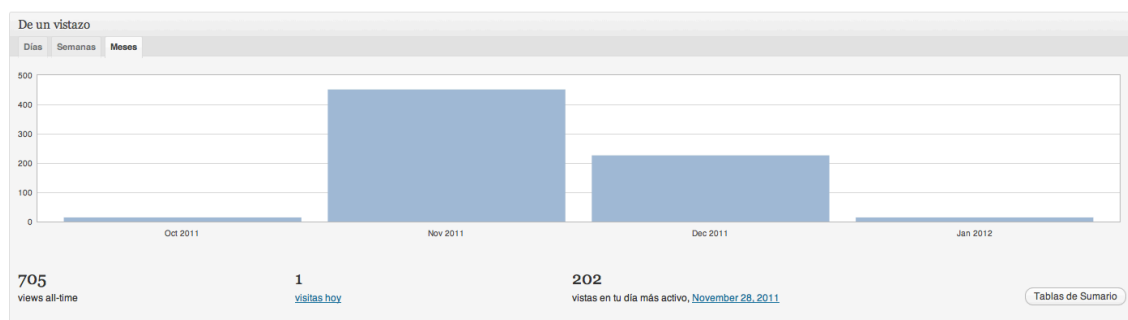 De un vistazo
Días Semanas Meses
500
400
300
200
100
0
Oct 2011 Nov 2011 Dec 2011 Jan 2012
705 1 202
views all-time visitas hoy vistas en tu día más activo, November 28, 2011 Tablas de Sumario